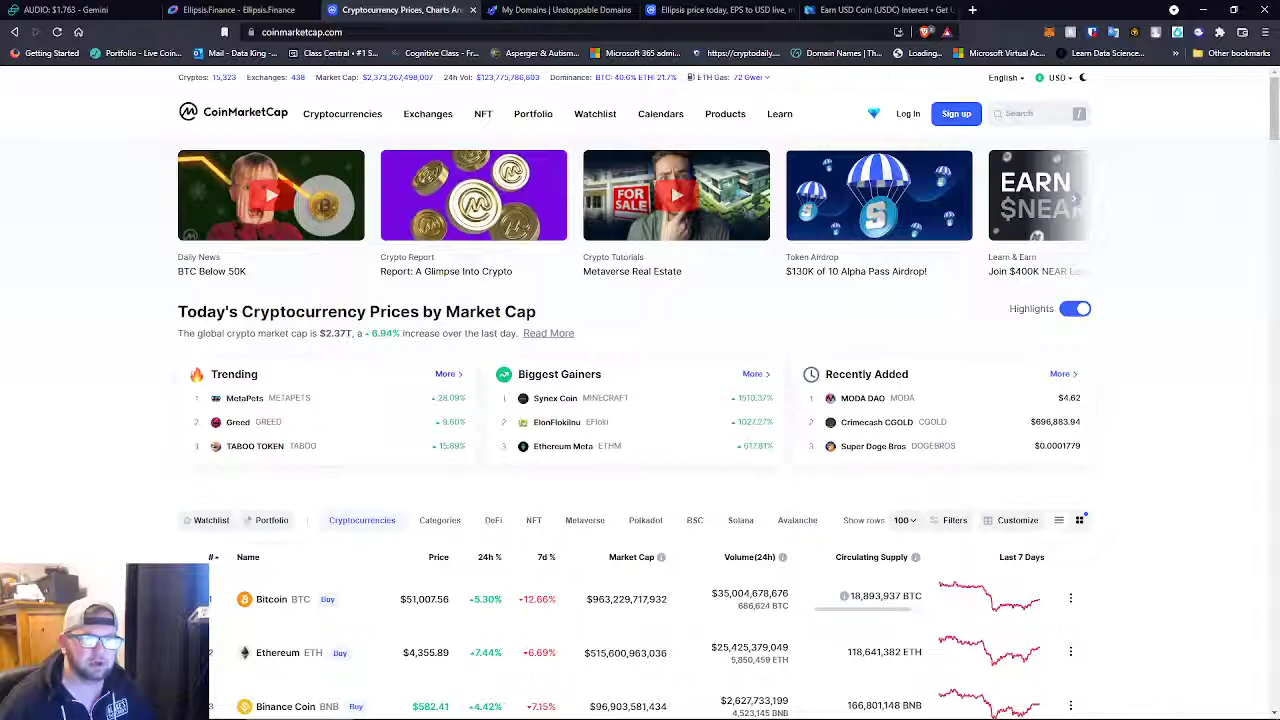 AUDIO: $1.763 - Gemini
Ellipsis.Finance - Ellipsis.Finance
Cryptocurrency Prices, Charts An
My Domains | Unstoppable Domains
Ellipsis price today, EPS to USD live, m
Earn USD Coin (USDC) Interest • Get U
coinmarketcap.com
Getting Started
Portfolio - Live Coin...
Mail - Data King -...
Class Central • #1 S...
Cognitive Class - Fr...
Asperger & Autism...
Microsoft 365 admi...
https://cryptodaily...
Domain Names | Th...
Loading...
Microsoft Virtual Ac...
Learn Data Science...
Other bookmarks
Cryptos: 15,323 Exchanges: 438 Market Cap: $2,373,267,498,007 24h Vol: $123,775,786,803 Dominance: BTC: 40.6% ETH: 21.7% ETH Gas: 72 Gwei
English USD
CoinMarketCap
Cryptocurrencies Exchanges NFT Portfolio Watchlist Calendars Products Learn
Log In Sign up Search /
FOR SALE
EARN
$NEAR
Daily News
BTC Below 50K
Crypto Report
Report: A Glimpse Into Crypto
Crypto Tutorials
Metaverse Real Estate
Token Airdrop
$130K of 10 Alpha Pass Airdrop!
Learn & Earn
Join $400K NEAR
Today's Cryptocurrency Prices by Market Cap
Highlights
The global crypto market cap is $2.37T, a 6.94% increase over the last day. Read More
Trending More
1 MetaPets METAPETS 28.09%
2 Greed GREED 9.60%
3 TABOO TOKEN TABOO 15.89%
Biggest Gainers More
1 Synex Coin MINECRAFT 1510.37%
2 ElonFlokiInu EFloki 1027.27%
3 Ethereum Meta ETHM 617.81%
Recently Added More
1 MODA DAO MODA $4.62
2 Crimecash CGOLD CGOLD $696,883.94
3 Super Doge Bros DOGEBROS $0.0001779
Watchlist Portfolio Cryptocurrencies Categories DeFi NFT Metaverse Polkadot BSC Solana Avalanche Show rows 100 Filters Customize
# Name Price 24h % 7d % Market Cap Volume(24h) Circulating Supply Last 7 Days
1 Bitcoin BTC Buy $51,007.56 5.30% 12.66% $963,229,717,932 $35,004,678,676 18,893,937 BTC
686,624 BTC
2 Ethereum ETH Buy $4,355.89 7.44% 6.69% $515,600,963,036 $25,425,379,049 118,641,382 ETH
5,850,459 ETH
3 Binance Coin BNB Buy $582.41 4.42% 7.15% $96,903,581,434 $2,627,733,199 166,801,148 BNB
4,523,145 BNB